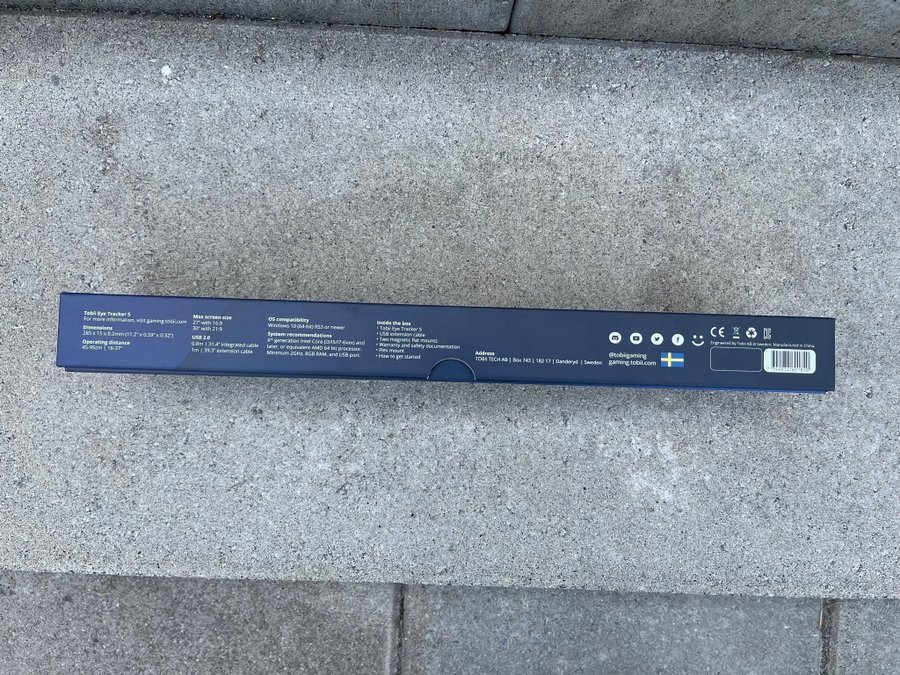 Tobii Eye Tracker 5
For more information, visit gaming.tobii.com
Dimensions
285 x 15 x 8.2mm (11.2" x 0.59" x 0.32")
Operating distance
45-95cm | 18-37"
Max screen size
27" with 16:9
30" with 21:9
USB 2.0
0.8m | 31.4" integrated cable
1m | 39.3" extension cable
OS compatibility
Windows 10 (64-bit) RS3 or newer
System recommendations
6th generation Intel Core (i3/i5/i7-6xxx) and
later, or equivalent AMD 64 bit processor.
Minimum 2GHz, 8GB RAM, and USB port.
Inside the box
• Tobii Eye Tracker 5
• USB extension cable
• Two magnetic flat mounts
• Warranty and safety documentation
• Flex mount
• How to get started
Address
TOBII TECH AB | Box 743 | 182 17 | Danderyd | Sweden
@tobiigaming
gaming.tobii.com
CE
Engineered by Tobii AB in Sweden. Manufactured in China.